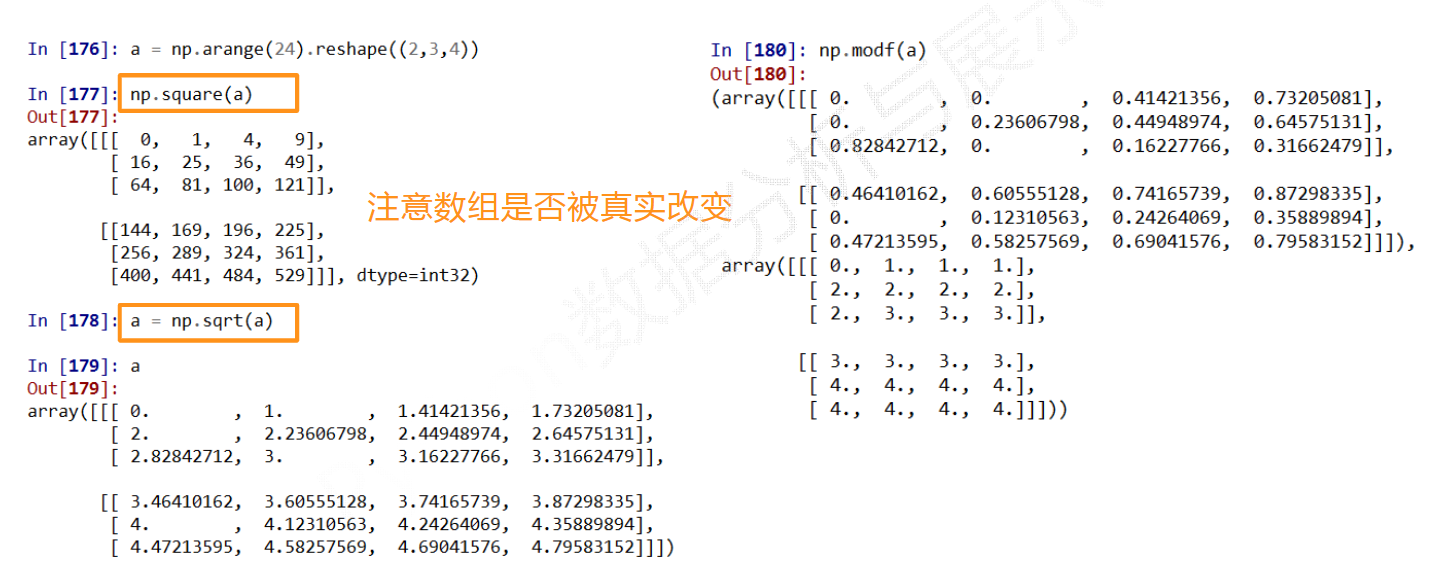 In [176]: a = np.arange(24).reshape((2,3,4))
In [177]: np.square(a)
Out[177]:
array([[[  0,   1,   4,   9],
        [ 16,  25,  36,  49],
        [ 64,  81, 100, 121]],
       [[144, 169, 196, 225],
        [256, 289, 324, 361],
        [400, 441, 484, 529]]], dtype=int32)
注意数组是否被真实改变
In [178]: a = np.sqrt(a)
In [179]: a
Out[179]:
array([[[ 0.        ,  1.        ,  1.41421356,  1.73205081],
        [ 2.        ,  2.23606798,  2.44948974,  2.64575131],
        [ 2.82842712,  3.        ,  3.16227766,  3.31662479]],
       [[ 3.46410162,  3.60555128,  3.74165739,  3.87298335],
        [ 4.        ,  4.12310563,  4.24264069,  4.35889894],
        [ 4.47213595,  4.58257569,  4.69041576,  4.79583152]]])
In [180]: np.modf(a)
Out[180]:
(array([[[ 0.        ,  0.        ,  0.41421356,  0.73205081],
        [ 0.        ,  0.23606798,  0.44948974,  0.64575131],
        [ 0.82842712,  0.        ,  0.16227766,  0.31662479]],
       [[ 0.46410162,  0.60555128,  0.74165739,  0.87298335],
        [ 0.        ,  0.12310563,  0.24264069,  0.35889894],
        [ 0.47213595,  0.58257569,  0.69041576,  0.79583152]]]),
 array([[[ 0.,  1.,  1.,  1.],
        [ 2.,  2.,  2.,  2.],
        [ 2.,  3.,  3.,  3.]],
       [[ 3.,  3.,  3.,  3.],
        [ 4.,  4.,  4.,  4.],
        [ 4.,  4.,  4.,  4.]]]))
数据分析与展